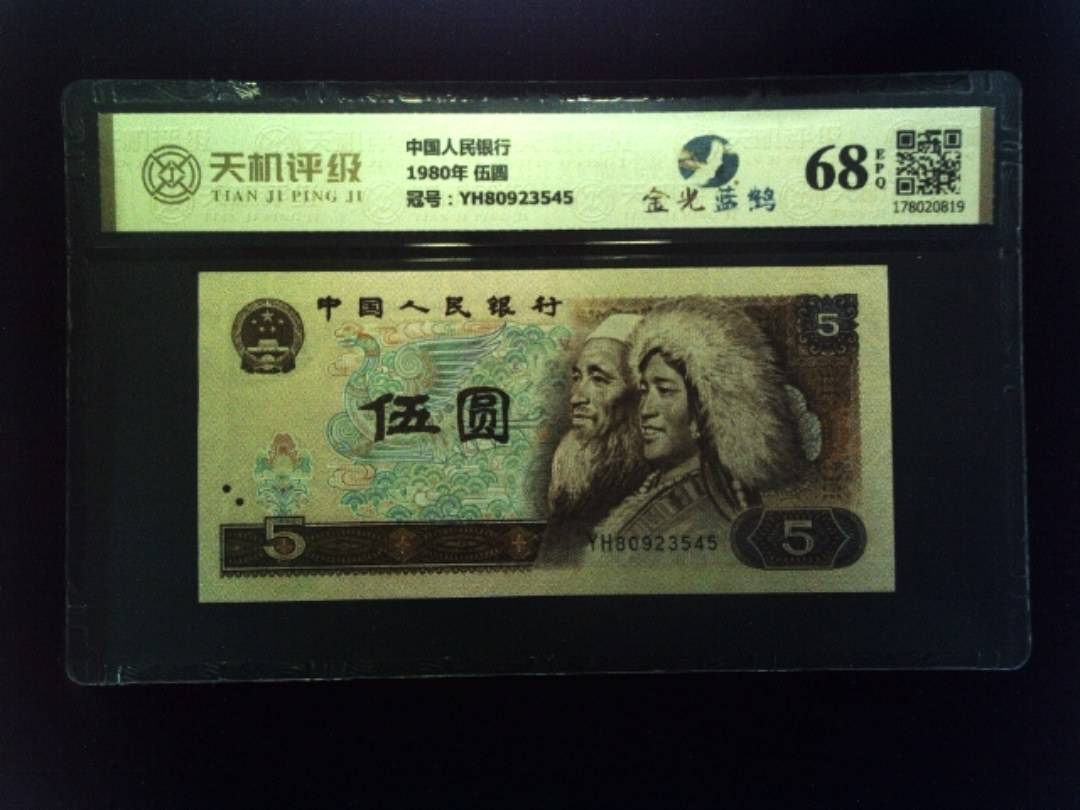 天机评级
TIAN JI PING JI
中国人民银行
1980年 伍圆
冠号：YH80923545
金光蓝鹤
68
EPQ
178020819
中国人民银行
5
伍圆
5
YH80923545
5